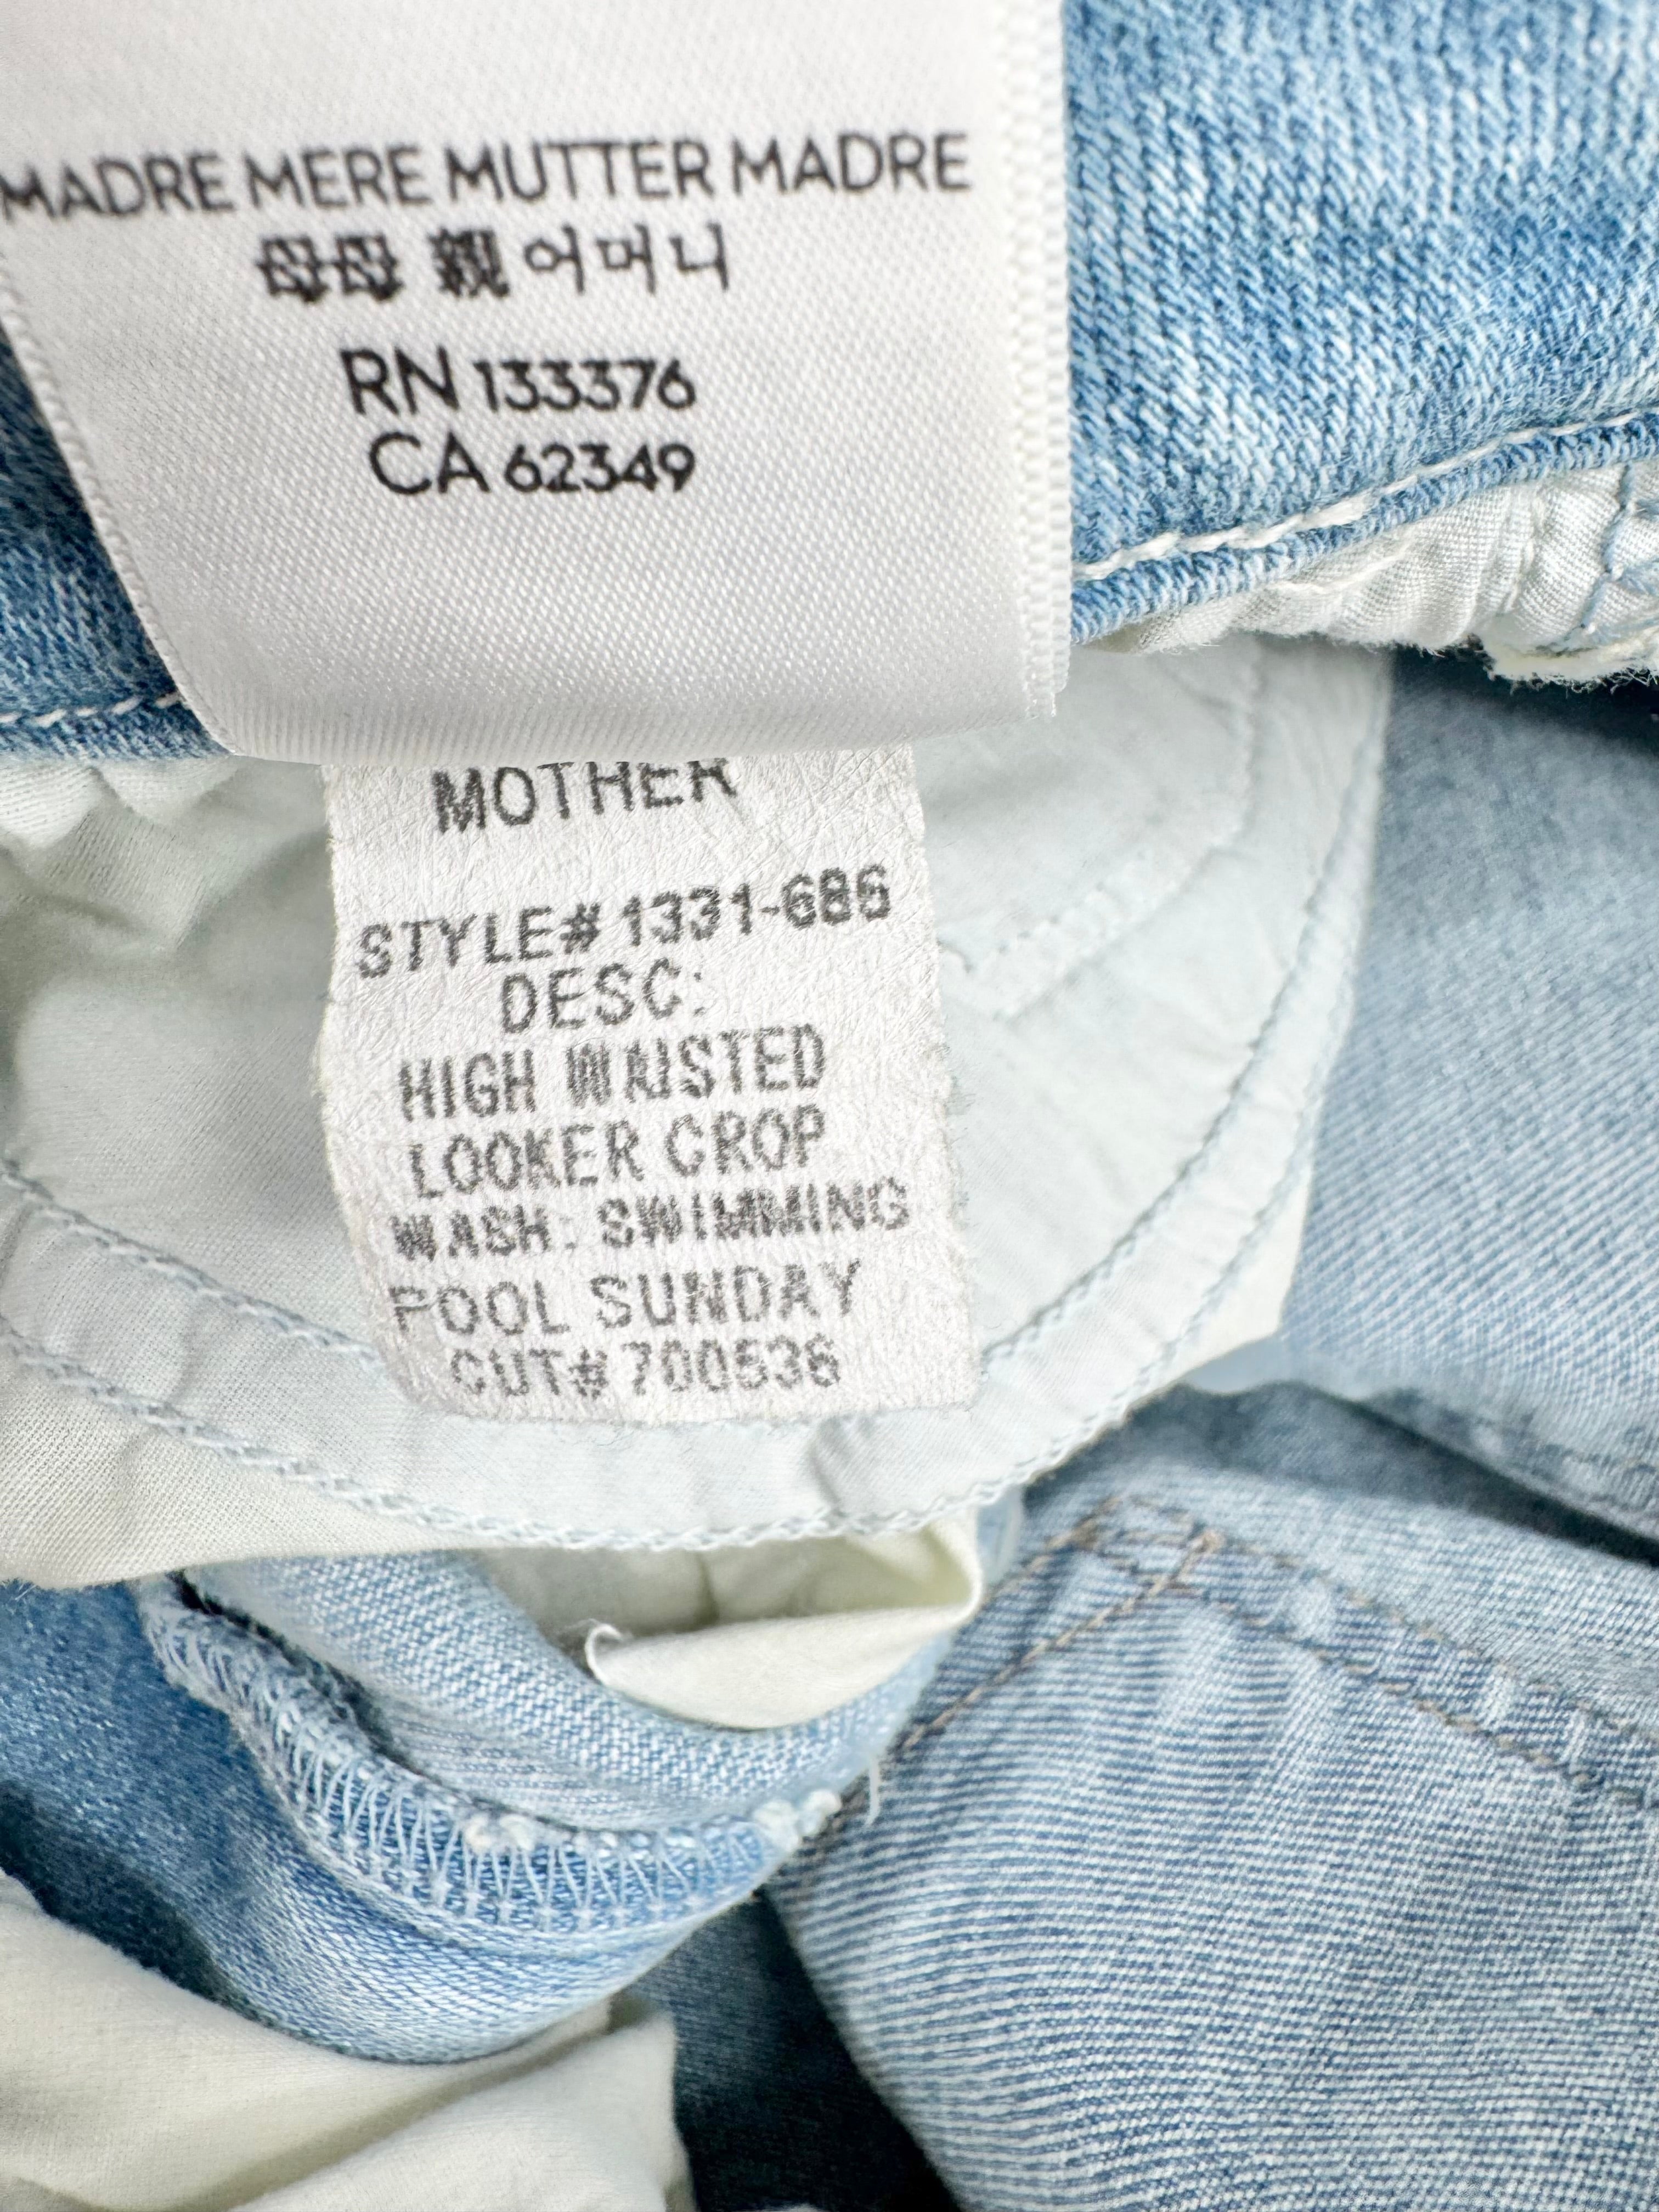 MADRE MERE MUTTER MADRE
母母親 어머니
RN 133376
CA 62349
MOTHER
STYLE# 1331-686
DESC:
HIGH WAISTED
LOOKER CROP
WASH: SWIMMING
POOL SUNDAY
CUT# 700536